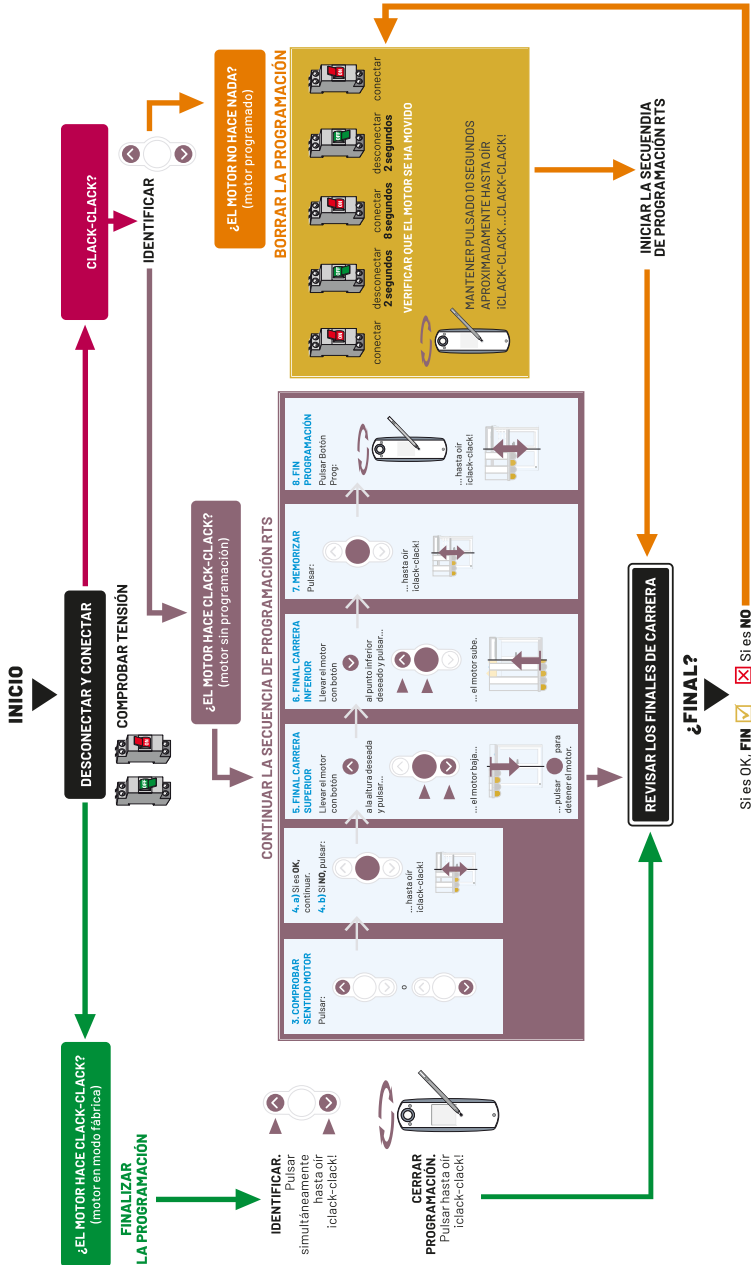 INICIO
DESCONECTAR Y CONECTAR
COMPROBAR TENSIÓN
OFF
ON
¿EL MOTOR HACE CLACK-CLACK?
(motor en modo fábrica)
FINALIZAR
LA PROGRAMACIÓN
IDENTIFICAR.
Pulsar
simultáneamente
hasta oír
¡clack-clack!
CERRAR
PROGRAMACIÓN.
Pulsar hasta oír
¡clack-clack!
CLACK-CLACK?
IDENTIFICAR
¿EL MOTOR HACE CLACK-CLACK?
(motor sin programación)
CONTINUAR LA SECUENCIA DE PROGRAMACIÓN RTS
3. COMPROBAR
SENTIDO MOTOR
Pulsar:
o
4. a) Si es OK,
continuar.
4. b) Si NO, pulsar:
... hasta oír
¡clack-clack!
5. FINAL CARRERA
SUPERIOR
Llevar el motor
con botón
a la altura deseada
y pulsar...
... el motor baja...
... pulsar para
detener el motor.
6. FINAL CARRERA
INFERIOR
Llevar el motor
con botón
al punto inferior
deseado y pulsar...
... el motor sube.
7. MEMORIZAR
Pulsar:
... hasta oír
¡clack-clack!
8. FIN
PROGRAMACIÓN
Pulsar Botón
Prog:
... hasta oír
¡clack-clack!
¿EL MOTOR NO HACE NADA?
(motor programado)
BORRAR LA PROGRAMACIÓN
ON
OFF
ON
OFF
ON
conectar
desconectar
2 segundos
conectar
8 segundos
desconectar
2 segundos
conectar
VERIFICAR QUE EL MOTOR SE HA MOVIDO
MANTENER PULSADO 10 SEGUNDOS
APROXIMADAMENTE HASTA OÍR
¡CLACK-CLACK ...CLACK-CLACK!
INICIAR LA SECUENDIA
DE PROGRAMACIÓN RTS
REVISAR LOS FINALES DE CARRERA
¿FINAL?
Si es OK, FIN
Si es NO